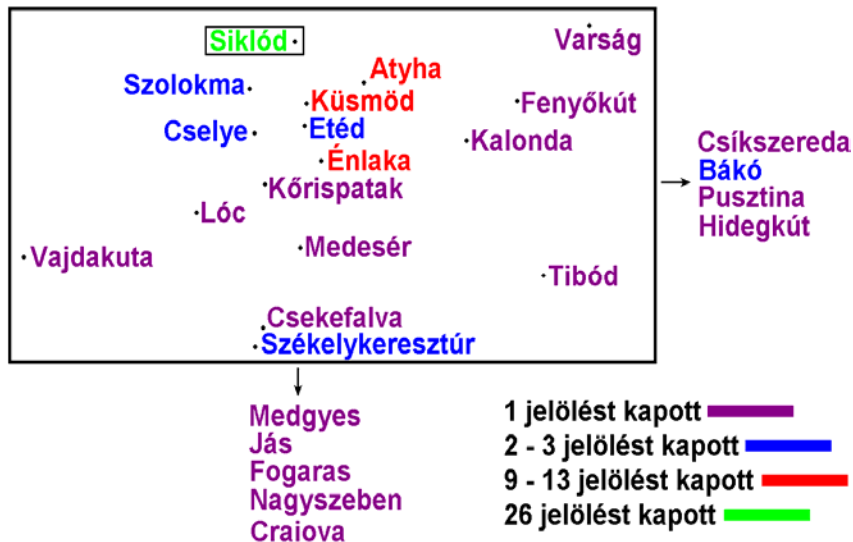 Siklód
Varság
Atyha
Szolokma
Küsmöd
Fenyőkút
Etéd
Cselye
Kalonda
Csíkszereda
Énlaka
Bákó
Kőrispatak
Pusztina
Lóc
Hidegkút
Medesér
Vajdakuta
Tibód
Csekefalva
Székelykeresztúr
Medgyes
Jás
Fogaras
Nagyszeben
Craiova
1 jelölést kapott
2 - 3 jelölést kapott
9 - 13 jelölést kapott
26 jelölést kapott